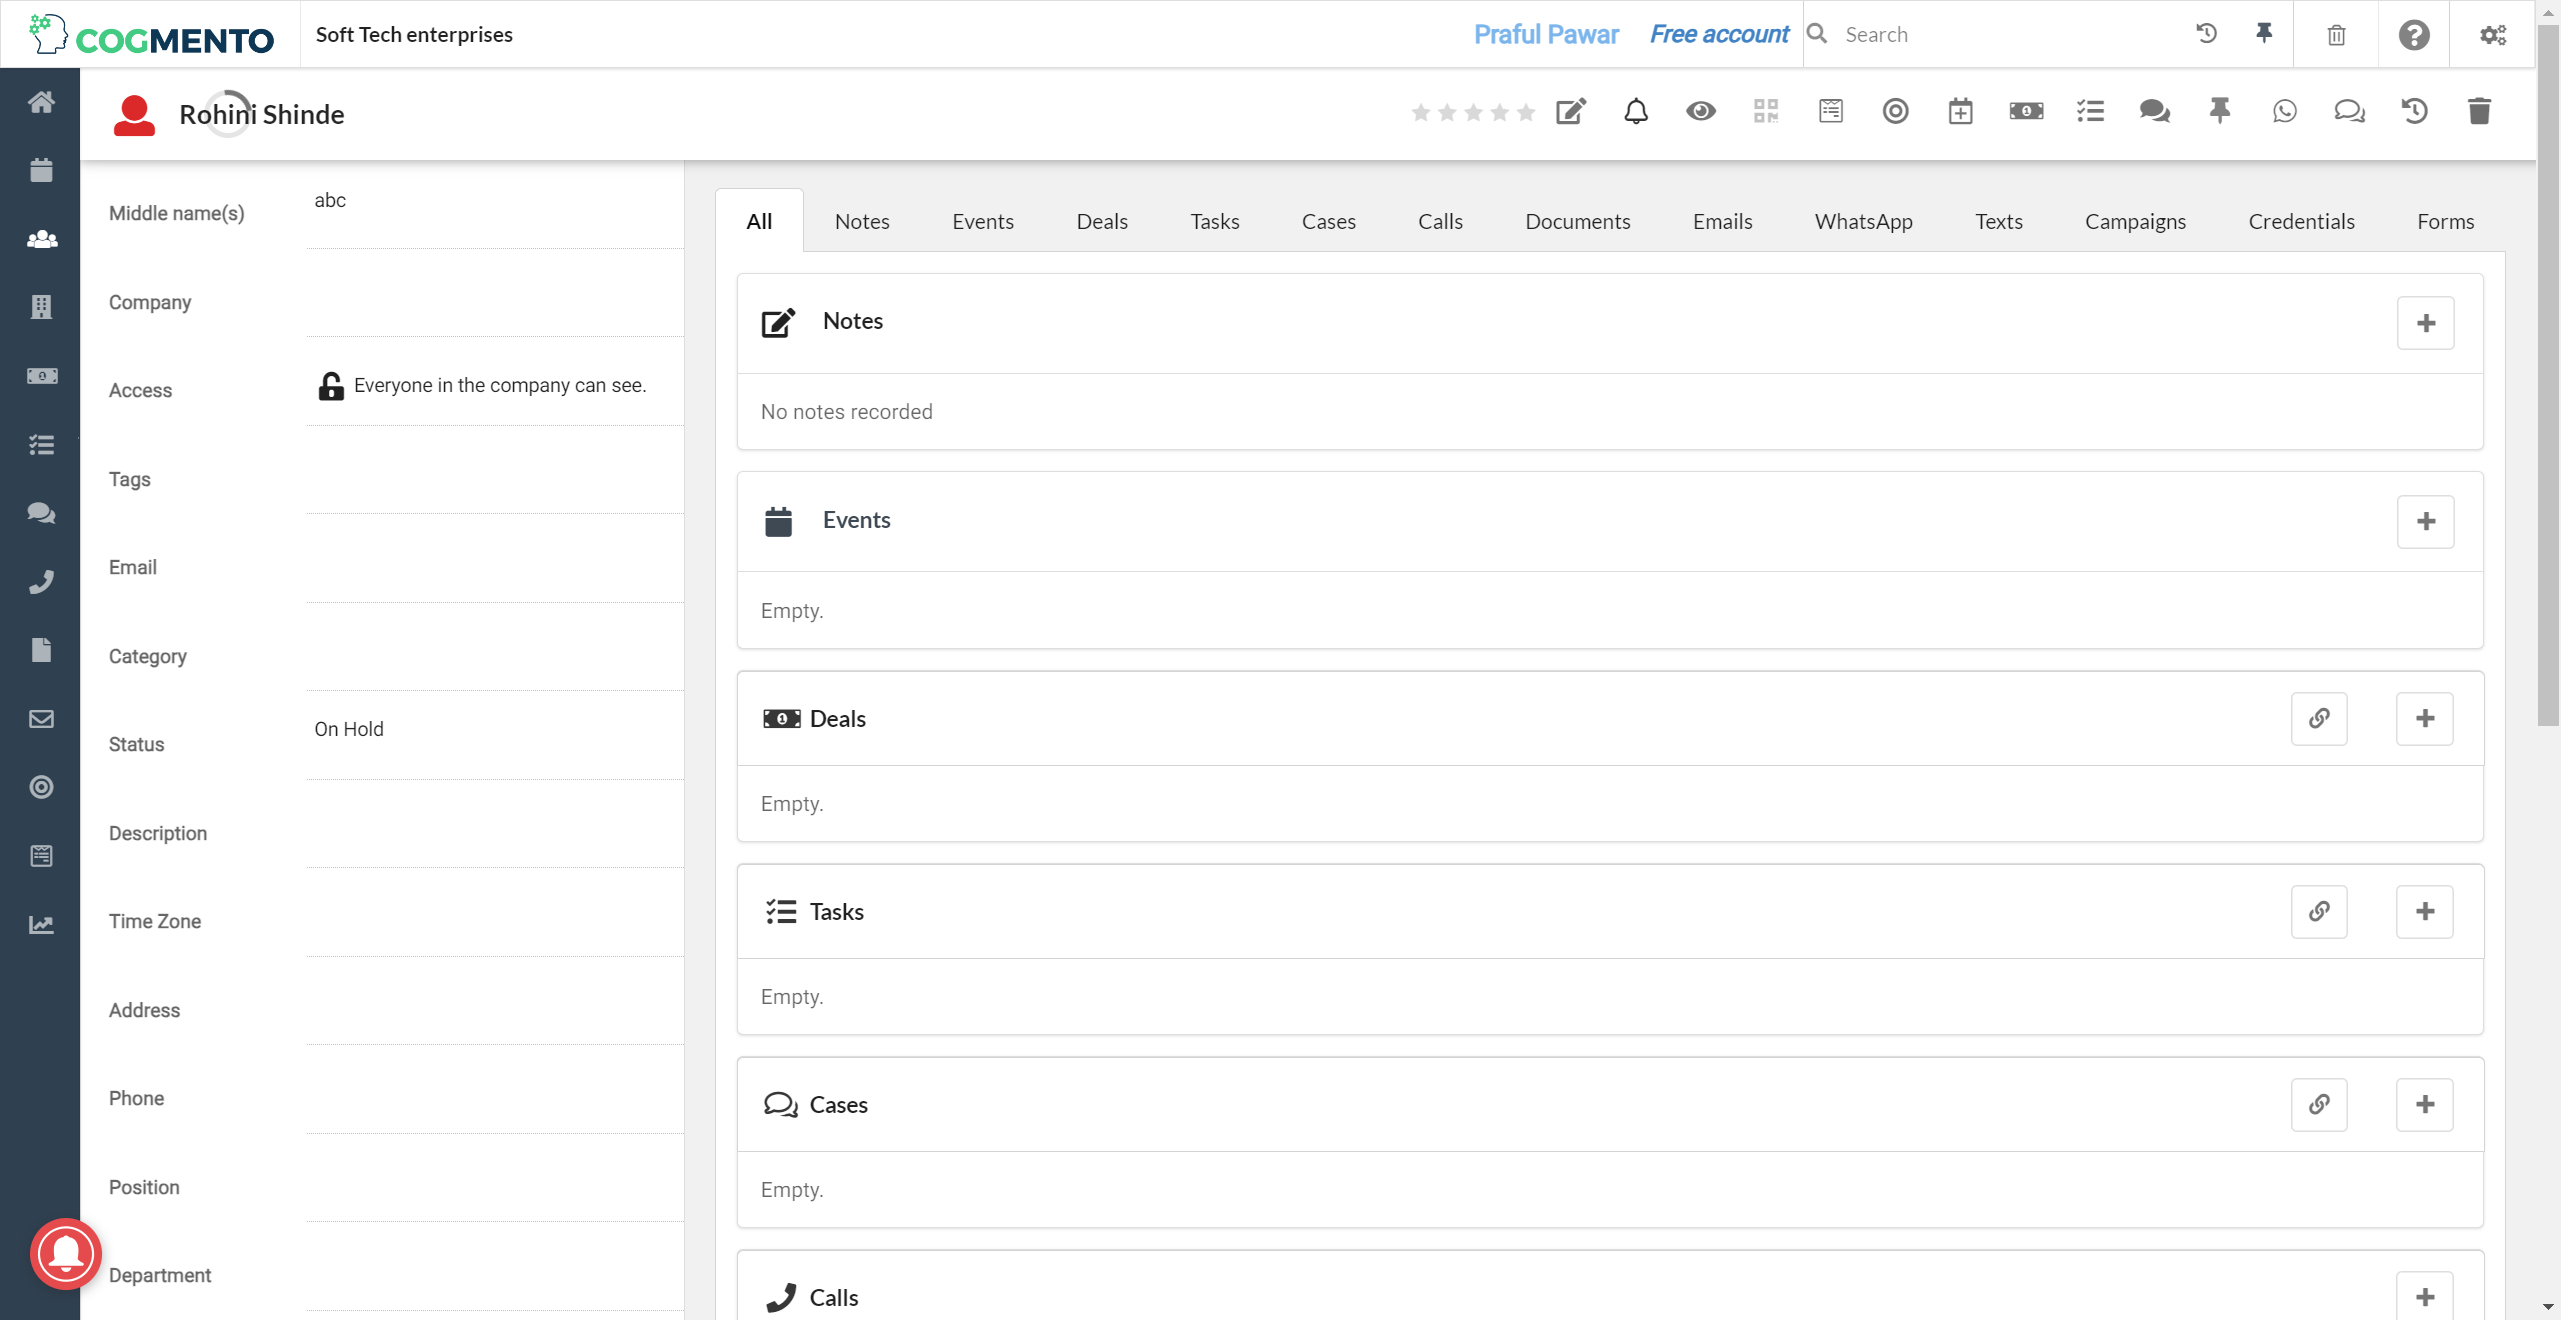 COGMENTO
Soft Tech enterprises
Praful Pawar
Free account
Search
Rohini Shinde
Middle name(s)
abc
Company
Access
Everyone in the company can see.
Tags
Email
Category
Status
On Hold
Description
Time Zone
Address
Phone
Position
Department
All
Notes
Events
Deals
Tasks
Cases
Calls
Documents
Emails
WhatsApp
Texts
Campaigns
Credentials
Forms
Notes
No notes recorded
Events
Empty.
Deals
Empty.
Tasks
Empty.
Cases
Empty.
Calls